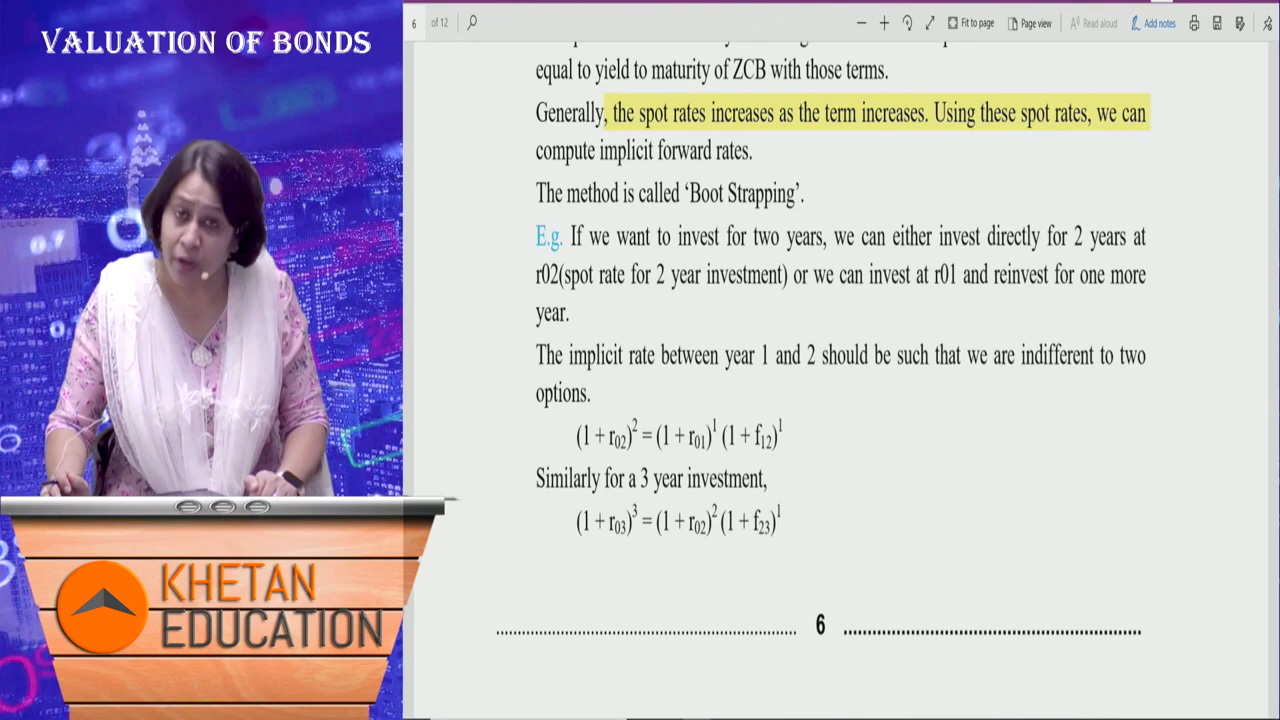 VALUATION OF BONDS
6 of 12
Fit to page
Page view
Read aloud
Add notes
equal to yield to maturity of ZCB with those terms.
Generally, the spot rates increases as the term increases. Using these spot rates, we can
compute implicit forward rates.
The method is called ‘Boot Strapping’.
E.g. If we want to invest for two years, we can either invest directly for 2 years at
r02(spot rate for 2 year investment) or we can invest at r01 and reinvest for one more
year.
The implicit rate between year 1 and 2 should be such that we are indifferent to two
options.
(1 + r₀₂)² = (1 + r₀₁)¹ (1 + f₁₂)¹
Similarly for a 3 year investment,
(1 + r₀₃)³ = (1 + r₀₂)² (1 + f₂₃)¹
6
KHETAN
EDUCATION